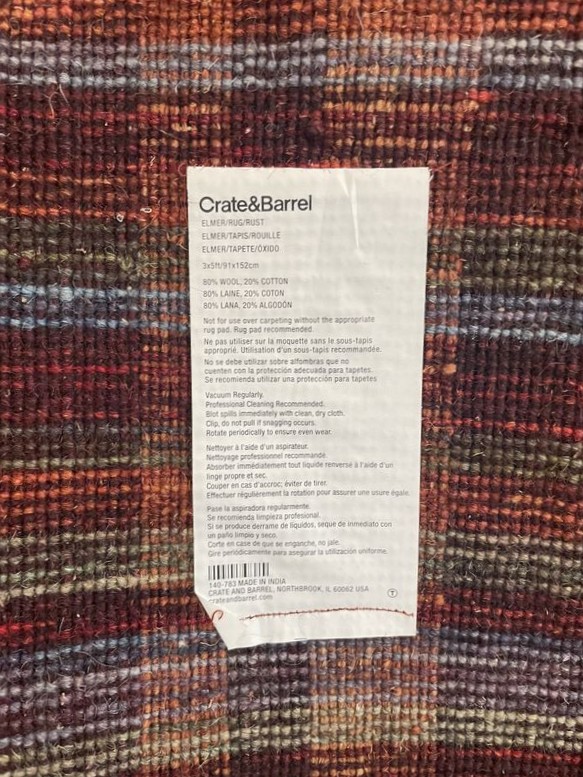 Crate&Barrel
ELMER/RUG/RUST
ELMER/TAPIS/ROUILLE
ELMER/TAPETE/ÓXIDO
3x5ft/91x152cm
80% WOOL, 20% COTTON
80% LAINE, 20% COTON
80% LANA, 20% ALGODÓN
Not for use over carpeting without the appropriate
rug pad. Rug pad recommended.
Ne pas utiliser sur la moquette sans le sous-tapis
approprié. Utilisation d'un sous-tapis recommandée.
No se debe utilizar sobre alfombras que no
cuenten con la protección adecuada para tapetes.
Se recomienda utilizar una protección para tapetes
Vacuum Regularly.
Professional Cleaning Recommended.
Blot spills immediately with clean, dry cloth.
Clip, do not pull if snagging occurs.
Rotate periodically to ensure even wear.
Nettoyer à l'aide d'un aspirateur.
Nettoyage professionnel recommandé.
Absorber immédiatement tout liquide renversé à l'aide d'un
linge propre et sec.
Couper en cas d'accroc; éviter de tirer.
Effectuer régulièrement la rotation pour assurer une usure égale.
Pase la aspiradora regularmente.
Se recomienda limpieza profesional.
Si se produce derrame de líquidos, seque de inmediato con
un paño limpio y seco.
Corte en case de que se enganche, no jale.
Gire periódicamente para asegurar la utilización uniforme.
140-783 MADE IN INDIA
CRATE AND BARREL, NORTHBROOK, IL 60062 USA
crateandbarrel.com
T